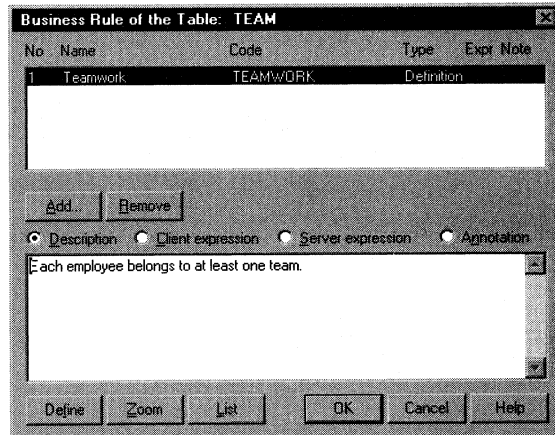 Business Rule of the Table: TEAM
No Name Code Type Expr Note
1 Teamwork TEAMWORK Definition
Add... Remove
Description Client expression Server expression Annotation
Each employee belongs to at least one team.
Define Zoom List OK Cancel Help